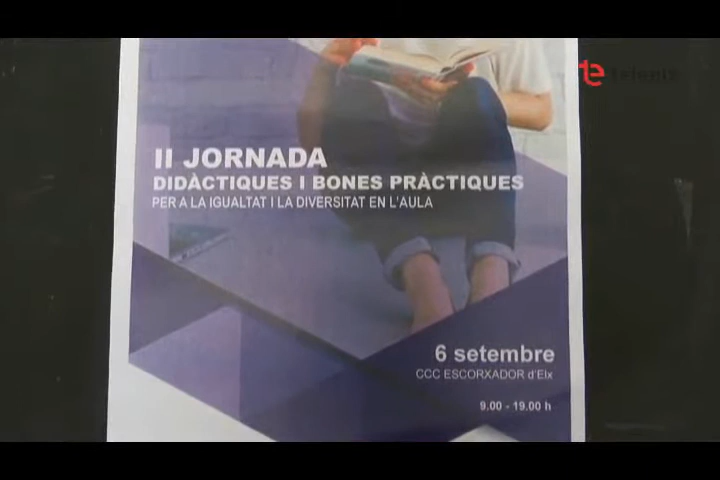 II JORNADA
DIDÀCTIQUES I BONES PRÀCTIQUES
PER A LA IGUALTAT I LA DIVERSITAT EN L'AULA
6 setembre
CCC ESCORXADOR d'Elx
9.00 - 19.00 h